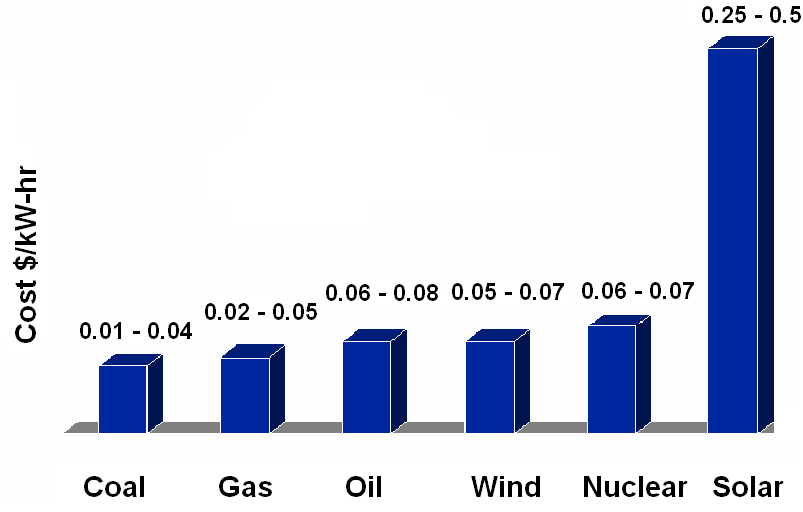 0.25 - 0.5
0.06 - 0.08
0.05 - 0.07
0.06 - 0.07
0.02 - 0.05
0.01 - 0.04
Cost $/kW-hr
Coal
Gas
Oil
Wind
Nuclear
Solar